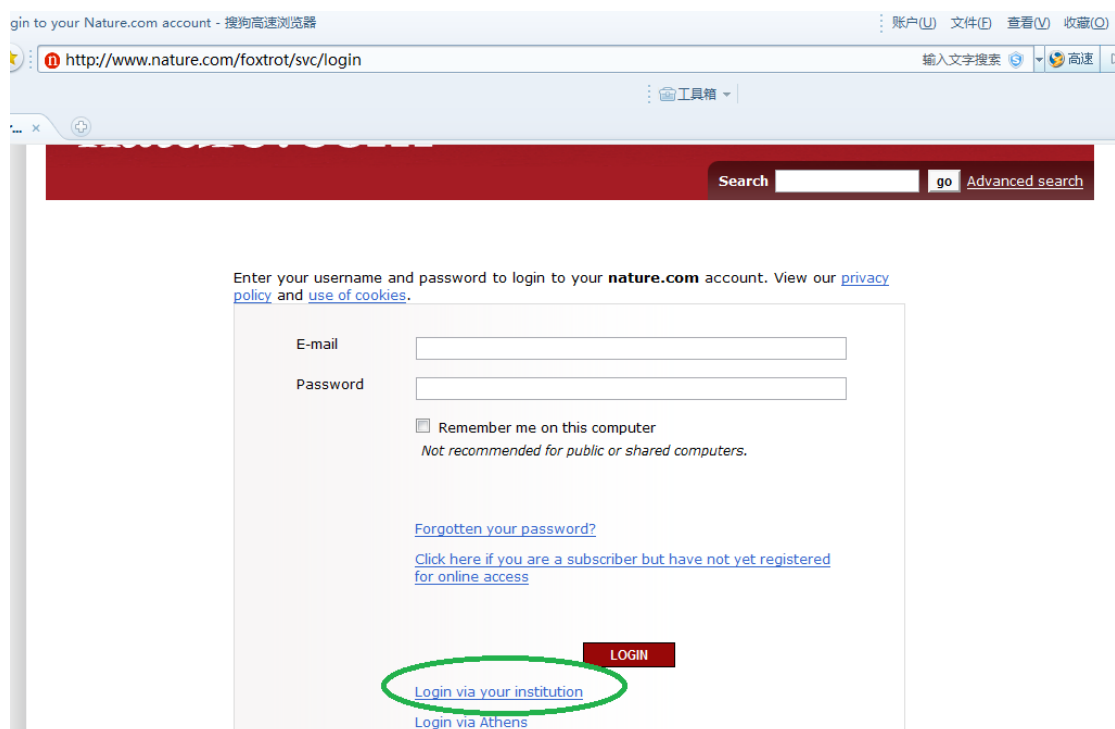 gin to your Nature.com account - 搜狗高速浏览器
账户(U) 文件(F) 查看(V) 收藏(O)
http://www.nature.com/foxtrot/svc/login
输入文字搜索 高速
工具箱
Search go Advanced search
Enter your username and password to login to your nature.com account. View our privacy
policy and use of cookies.
E-mail
Password
Remember me on this computer
Not recommended for public or shared computers.
Forgotten your password?
Click here if you are a subscriber but have not yet registered
for online access
LOGIN
Login via your institution
Login via Athens